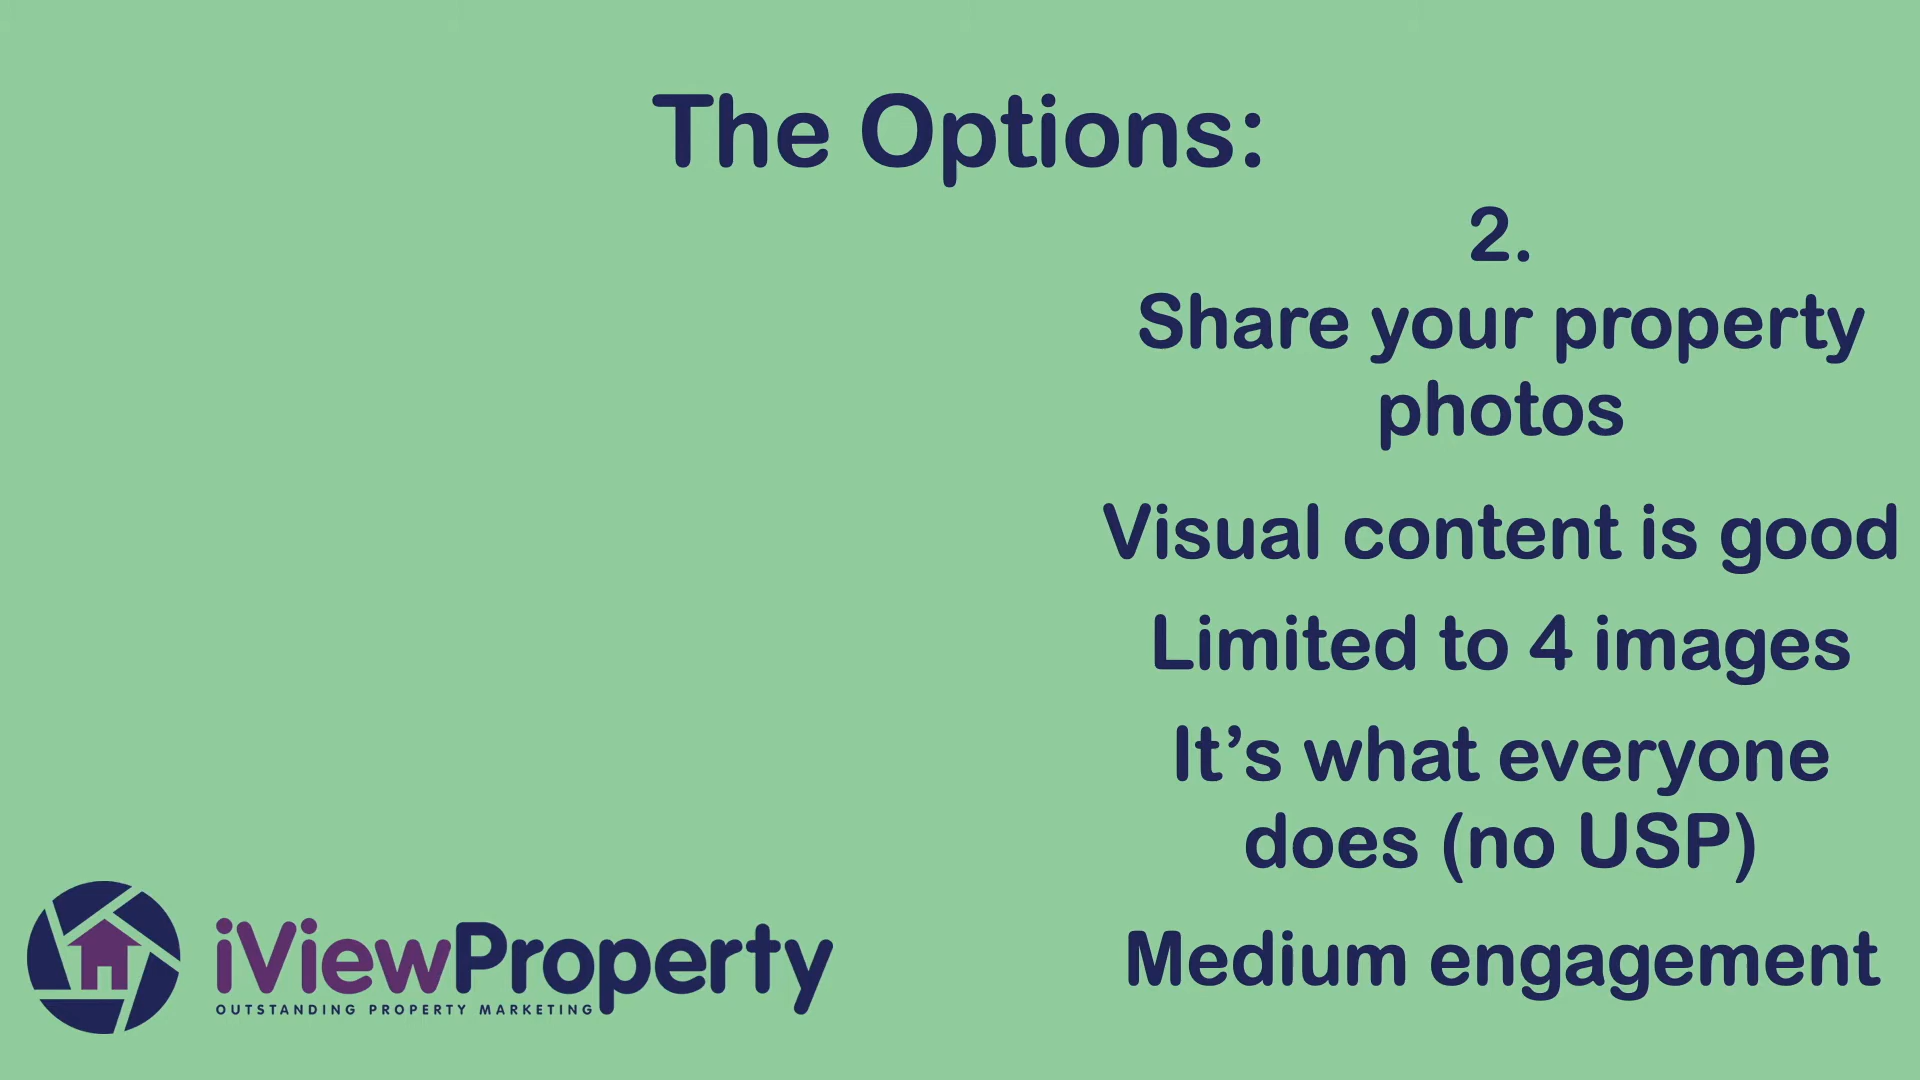 The Options:
2.
Share your property
photos
Visual content is good
Limited to 4 images
It’s what everyone
does (no USP)
Medium engagement
iViewProperty
OUTSTANDING PROPERTY MARKETING